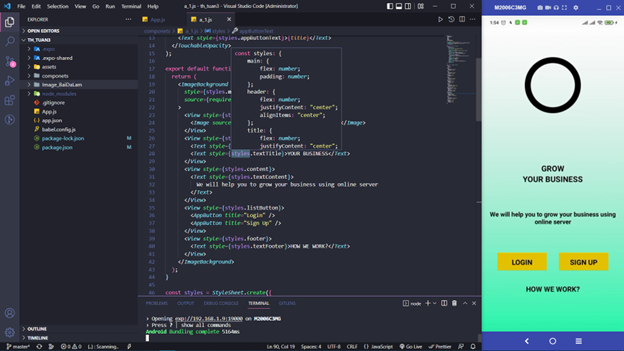 File Edit Selection View Go Run Terminal Help
a_1.js - th_tuan3 - Visual Studio Code [Administrator]
M2006C3MG
EXPLORER
App.js
a_1.js
1:54
OPEN EDITORS
componets > a_1.js > styles > appButtonText
TH_TUAN3
.expo
.expo-shared
assets
componets
Image_BaiDaLam
node_modules
.gitignore
App.js
app.json
babel.config.js
package-lock.json
package.json
OUTLINE
TIMELINE
<Text style={styles.appButtonText}>{title}</Text>
</TouchableOpacity>
);
export default functi
return (
<ImageBackground
style={styles.m
source={require
>
<View style={s
<Image source </Image>
</View>
<View style={s
<Text style={
<Text style={styles.textTitle}>YOUR BUSINESS</Text>
</View>
<View style={styles.content}>
<Text style={styles.textContent}>
We will help you to grow your business using online server
</Text>
</View>
<View style={styles.listButton}>
<AppButton title="Login" />
<AppButton title="Sign Up" />
</View>
<View style={styles.footer}>
<Text style={styles.textFooter}>HOW WE WORK?</Text>
</View>
</ImageBackground>
);
}
const styles = StyleSheet.create({
const styles: {
main: {
flex: number;
padding: number;
};
header: {
flex: number;
justifyContent: "center";
alignItems: "center";
};
title: {
flex: number;
justifyContent: "center";
PROBLEMS OUTPUT DEBUG CONSOLE TERMINAL GITLENS
node
› Opening exp://192.168.1.9:19000 on M2006C3MG
› Press ? | show all commands
Android Bundling complete 5164ms
master* Scanning.. Ln 90, Col 19 Spaces: 4 UTF-8 CRLF JavaScript Go Live Prettier
GROW
YOUR BUSINESS
We will help you to grow your business using
online server
LOGIN SIGN UP
HOW WE WORK?